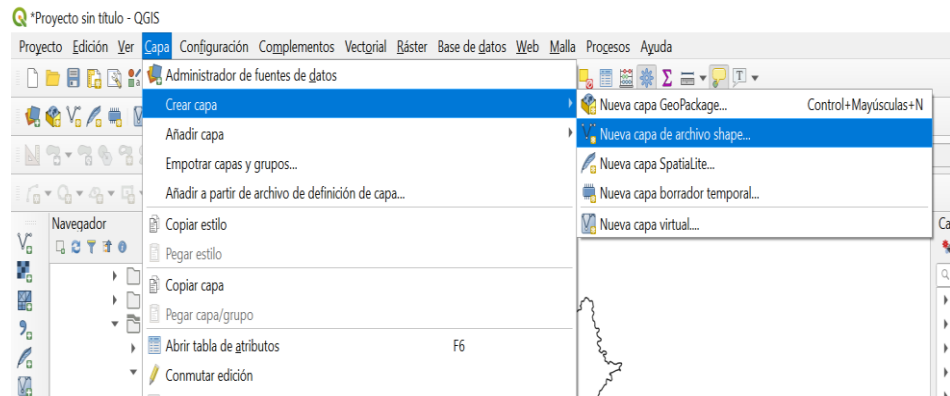 *Proyecto sin título - QGIS
Proyecto Edición Ver Capa Configuración Complementos Vectorial Ráster Base de datos Web Malla Procesos Ayuda
Administrador de fuentes de datos
Crear capa
Nueva capa GeoPackage... Control+Mayúsculas+N
Añadir capa
Nueva capa de archivo shape...
Empotrar capas y grupos...
Nueva capa SpatiaLite...
Añadir a partir de archivo de definición de capa...
Nueva capa borrador temporal...
Navegador
Copiar estilo
Nueva capa virtual....
Ca
Pegar estilo
Copiar capa
Pegar capa/grupo
Abrir tabla de atributos F6
Conmutar edición